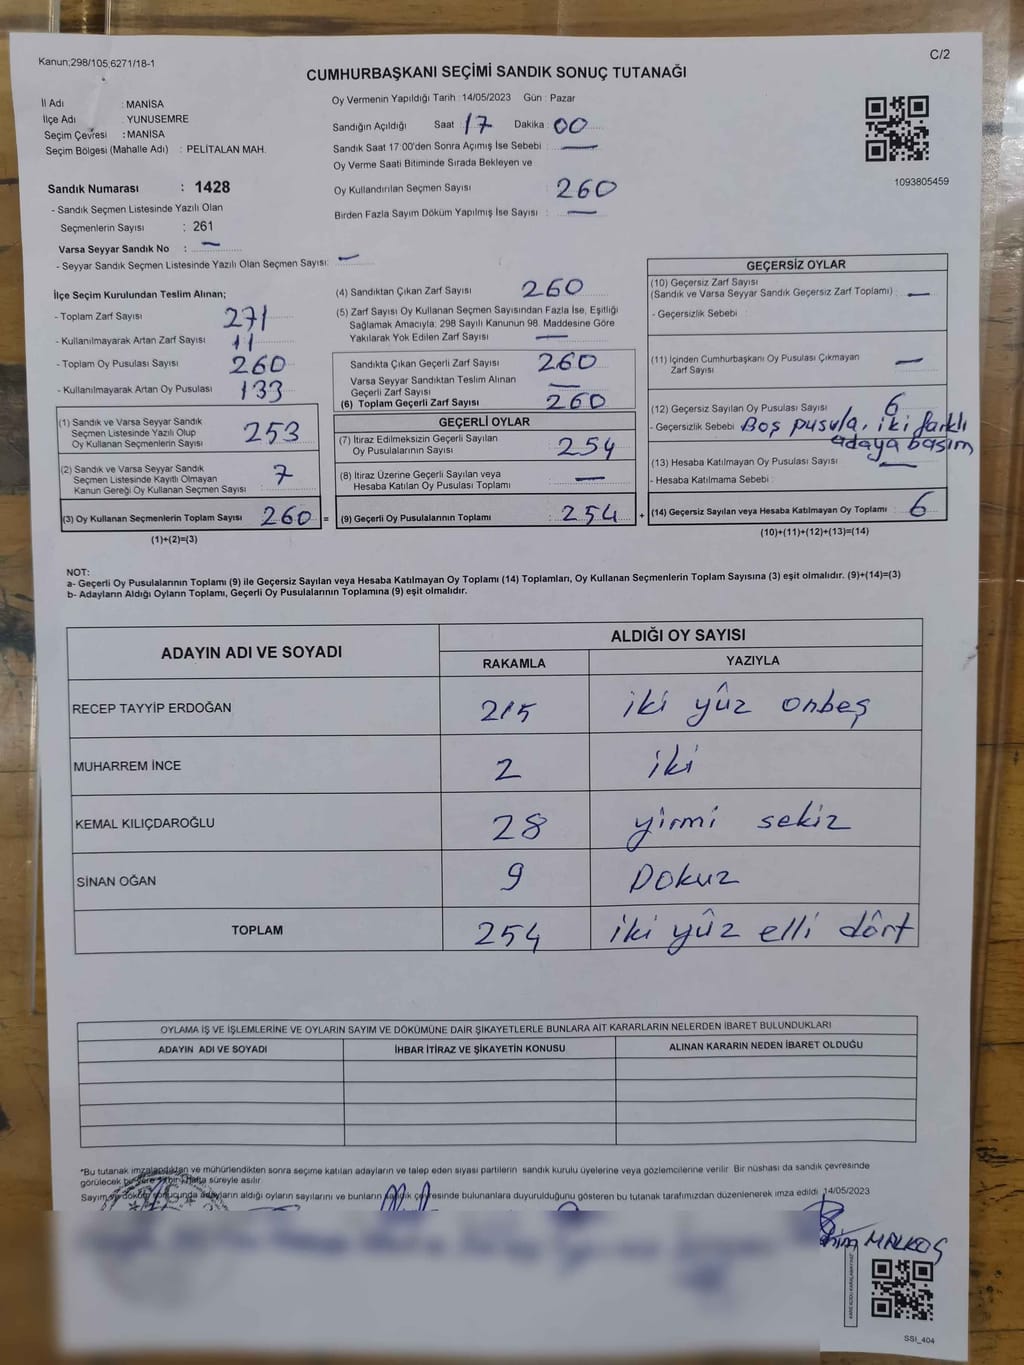 Kanun;298/105,6271/18-1
C/2
CUMHURBAŞKANI SEÇİMİ SANDIK SONUÇ TUTANAĞI
İl Adı : MANİSA
İlçe Adı : YUNUSEMRE
Seçim Çevresi : MANİSA
Seçim Bölgesi (Mahalle Adı) : PELİTALAN MAH.
Oy Vermenin Yapıldığı Tarih : 14/05/2023 Gün : Pazar
Sandığın Açıldığı Saat : 17 Dakika : 00
Sandık Saat 17:00'den Sonra Açımış İse Sebebi : —
Oy Verme Saati Bitiminde Sırada Bekleyen ve
Oy Kullandırılan Seçmen Sayısı : 260
Birden Fazla Sayım Döküm Yapılmış İse Sayısı : —
1093805459
Sandık Numarası : 1428
- Sandık Seçmen Listesinde Yazılı Olan
Seçmenlerin Sayısı : 261
Varsa Seyyar Sandık No : —
- Seyyar Sandık Seçmen Listesinde Yazılı Olan Seçmen Sayısı: —
İlçe Seçim Kurulundan Teslim Alınan;
- Toplam Zarf Sayısı : 271
- Kullanılmayarak Artan Zarf Sayısı : 11
- Toplam Oy Pusulası Sayısı : 260
- Kullanılmayarak Artan Oy Pusulası : 133
(1) Sandık ve Varsa Seyyar Sandık
Seçmen Listesinde Yazılı Olup
Oy Kullanan Seçmenlerin Sayısı : 253
(2) Sandık ve Varsa Seyyar Sandık
Seçmen Listesinde Kayıtlı Olmayan
Kanun Gereği Oy Kullanan Seçmen Sayısı : 7
(3) Oy Kullanan Seçmenlerin Toplam Sayısı : 260 =
(1)+(2)=(3)
(4) Sandıktan Çıkan Zarf Sayısı : 260
(5) Zarf Sayısı Oy Kullanan Seçmen Sayısından Fazla İse, Eşitliği
Sağlamak Amacıyla; 298 Sayılı Kanunun 98. Maddesine Göre
Yakılarak Yok Edilen Zarf Sayısı : —
Sandıkta Çıkan Geçerli Zarf Sayısı : 260
Varsa Seyyar Sandıktan Teslim Alınan
Geçerli Zarf Sayısı : —
(6) Toplam Geçerli Zarf Sayısı : 260
GEÇERLİ OYLAR
(7) İtiraz Edilmeksizin Geçerli Sayılan
Oy Pusulalarının Sayısı : 254
(8) İtiraz Üzerine Geçerli Sayılan veya
Hesaba Katılan Oy Pusulası Toplamı : —
(9) Geçerli Oy Pusulalarının Toplamı : 254 +
GEÇERSİZ OYLAR
(10) Geçersiz Zarf Sayısı
(Sandık ve Varsa Seyyar Sandık Geçersiz Zarf Toplamı) : —
- Geçersizlik Sebebi :
(11) İçinden Cumhurbaşkanı Oy Pusulası Çıkmayan
Zarf Sayısı : —
(12) Geçersiz Sayılan Oy Pusulası Sayısı : 6
- Geçersizlik Sebebi : Boş pusula, iki farklı
adaya basım
(13) Hesaba Katılmayan Oy Pusulası Sayısı : —
- Hesaba Katılmama Sebebi :
(14) Geçersiz Sayılan veya Hesaba Katılmayan Oy Toplamı : 6
(10)+(11)+(12)+(13)=(14)
NOT:
a- Geçerli Oy Pusulalarının Toplamı (9) ile Geçersiz Sayılan veya Hesaba Katılmayan Oy Toplamı (14) Toplamları, Oy Kullanan Seçmenlerin Toplam Sayısına (3) eşit olmalıdır. (9)+(14)=(3)
b- Adayların Aldığı Oyların Toplamı, Geçerli Oy Pusulalarının Toplamına (9) eşit olmalıdır.
ADAYIN ADI VE SOYADI
ALDIĞI OY SAYISI
RAKAMLA YAZIYLA
RECEP TAYYİP ERDOĞAN 215 iki yüz onbeş
MUHARREM İNCE 2 iki
KEMAL KILIÇDAROĞLU 28 yirmi sekiz
SİNAN OĞAN 9 Dokuz
TOPLAM 254 iki yüz elli dört
OYLAMA İŞ VE İŞLEMLERİNE VE OYLARIN SAYIM VE DÖKÜMÜNE DAİR ŞİKAYETLERLE BUNLARA AİT KARARLARIN NELERDEN İBARET BULUNDUKLARI
ADAYIN ADI VE SOYADI İHBAR İTİRAZ VE ŞİKAYETİN KONUSU ALINAN KARARIN NEDEN İBARET OLDUĞU
*Bu tutanak imzalandıktan ve mühürlendikten sonra seçime katılan adayların ve talep eden siyasi partilerin sandık kurulu üyelerine veya gözlemcilerine verilir. Bir nüshası da sandık çevresinde
görülecek bir yere bir hafta süreyle asılır.
Sayım ve döküm sonucunda adayların aldığı oyların sayılarını ve bunların sandık çevresinde bulunanlara duyurulduğunu gösteren bu tutanak tarafımızdan düzenlenerek imza edildi. 14/05/2023
MALKOÇ
SSİ_404